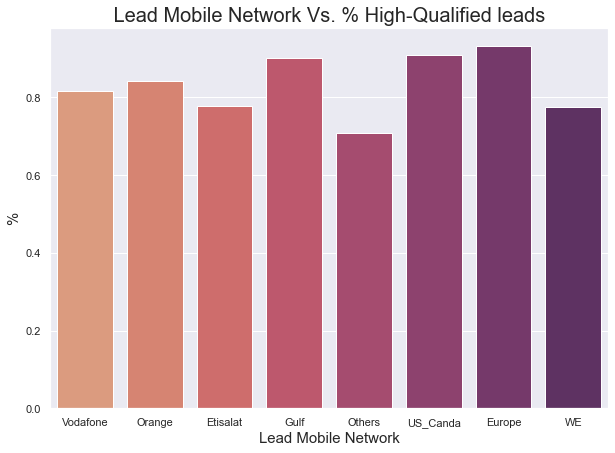 Lead Mobile Network Vs. % High-Qualified leads
%
0.8
0.6
0.4
0.2
0.0
Vodafone Orange Etisalat Gulf Others US_Canda Europe WE
Lead Mobile Network